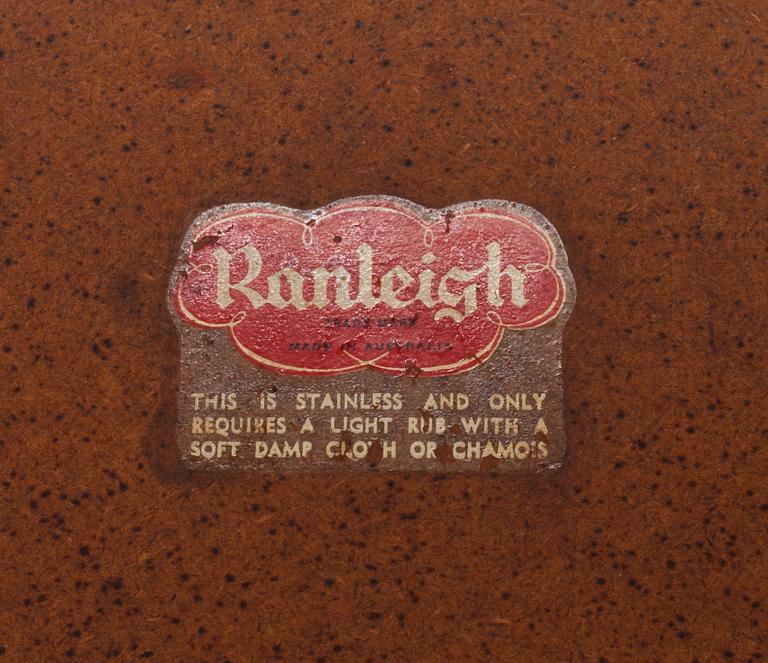 Ranleigh
TRADE MARK
MADE IN AUSTRALIA
THIS IS STAINLESS AND ONLY
REQUIRES A LIGHT RUB WITH A
SOFT DAMP CLOTH OR CHAMOIS